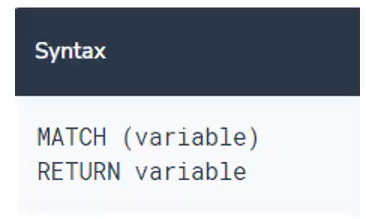 Syntax
MATCH (variable)
RETURN variable